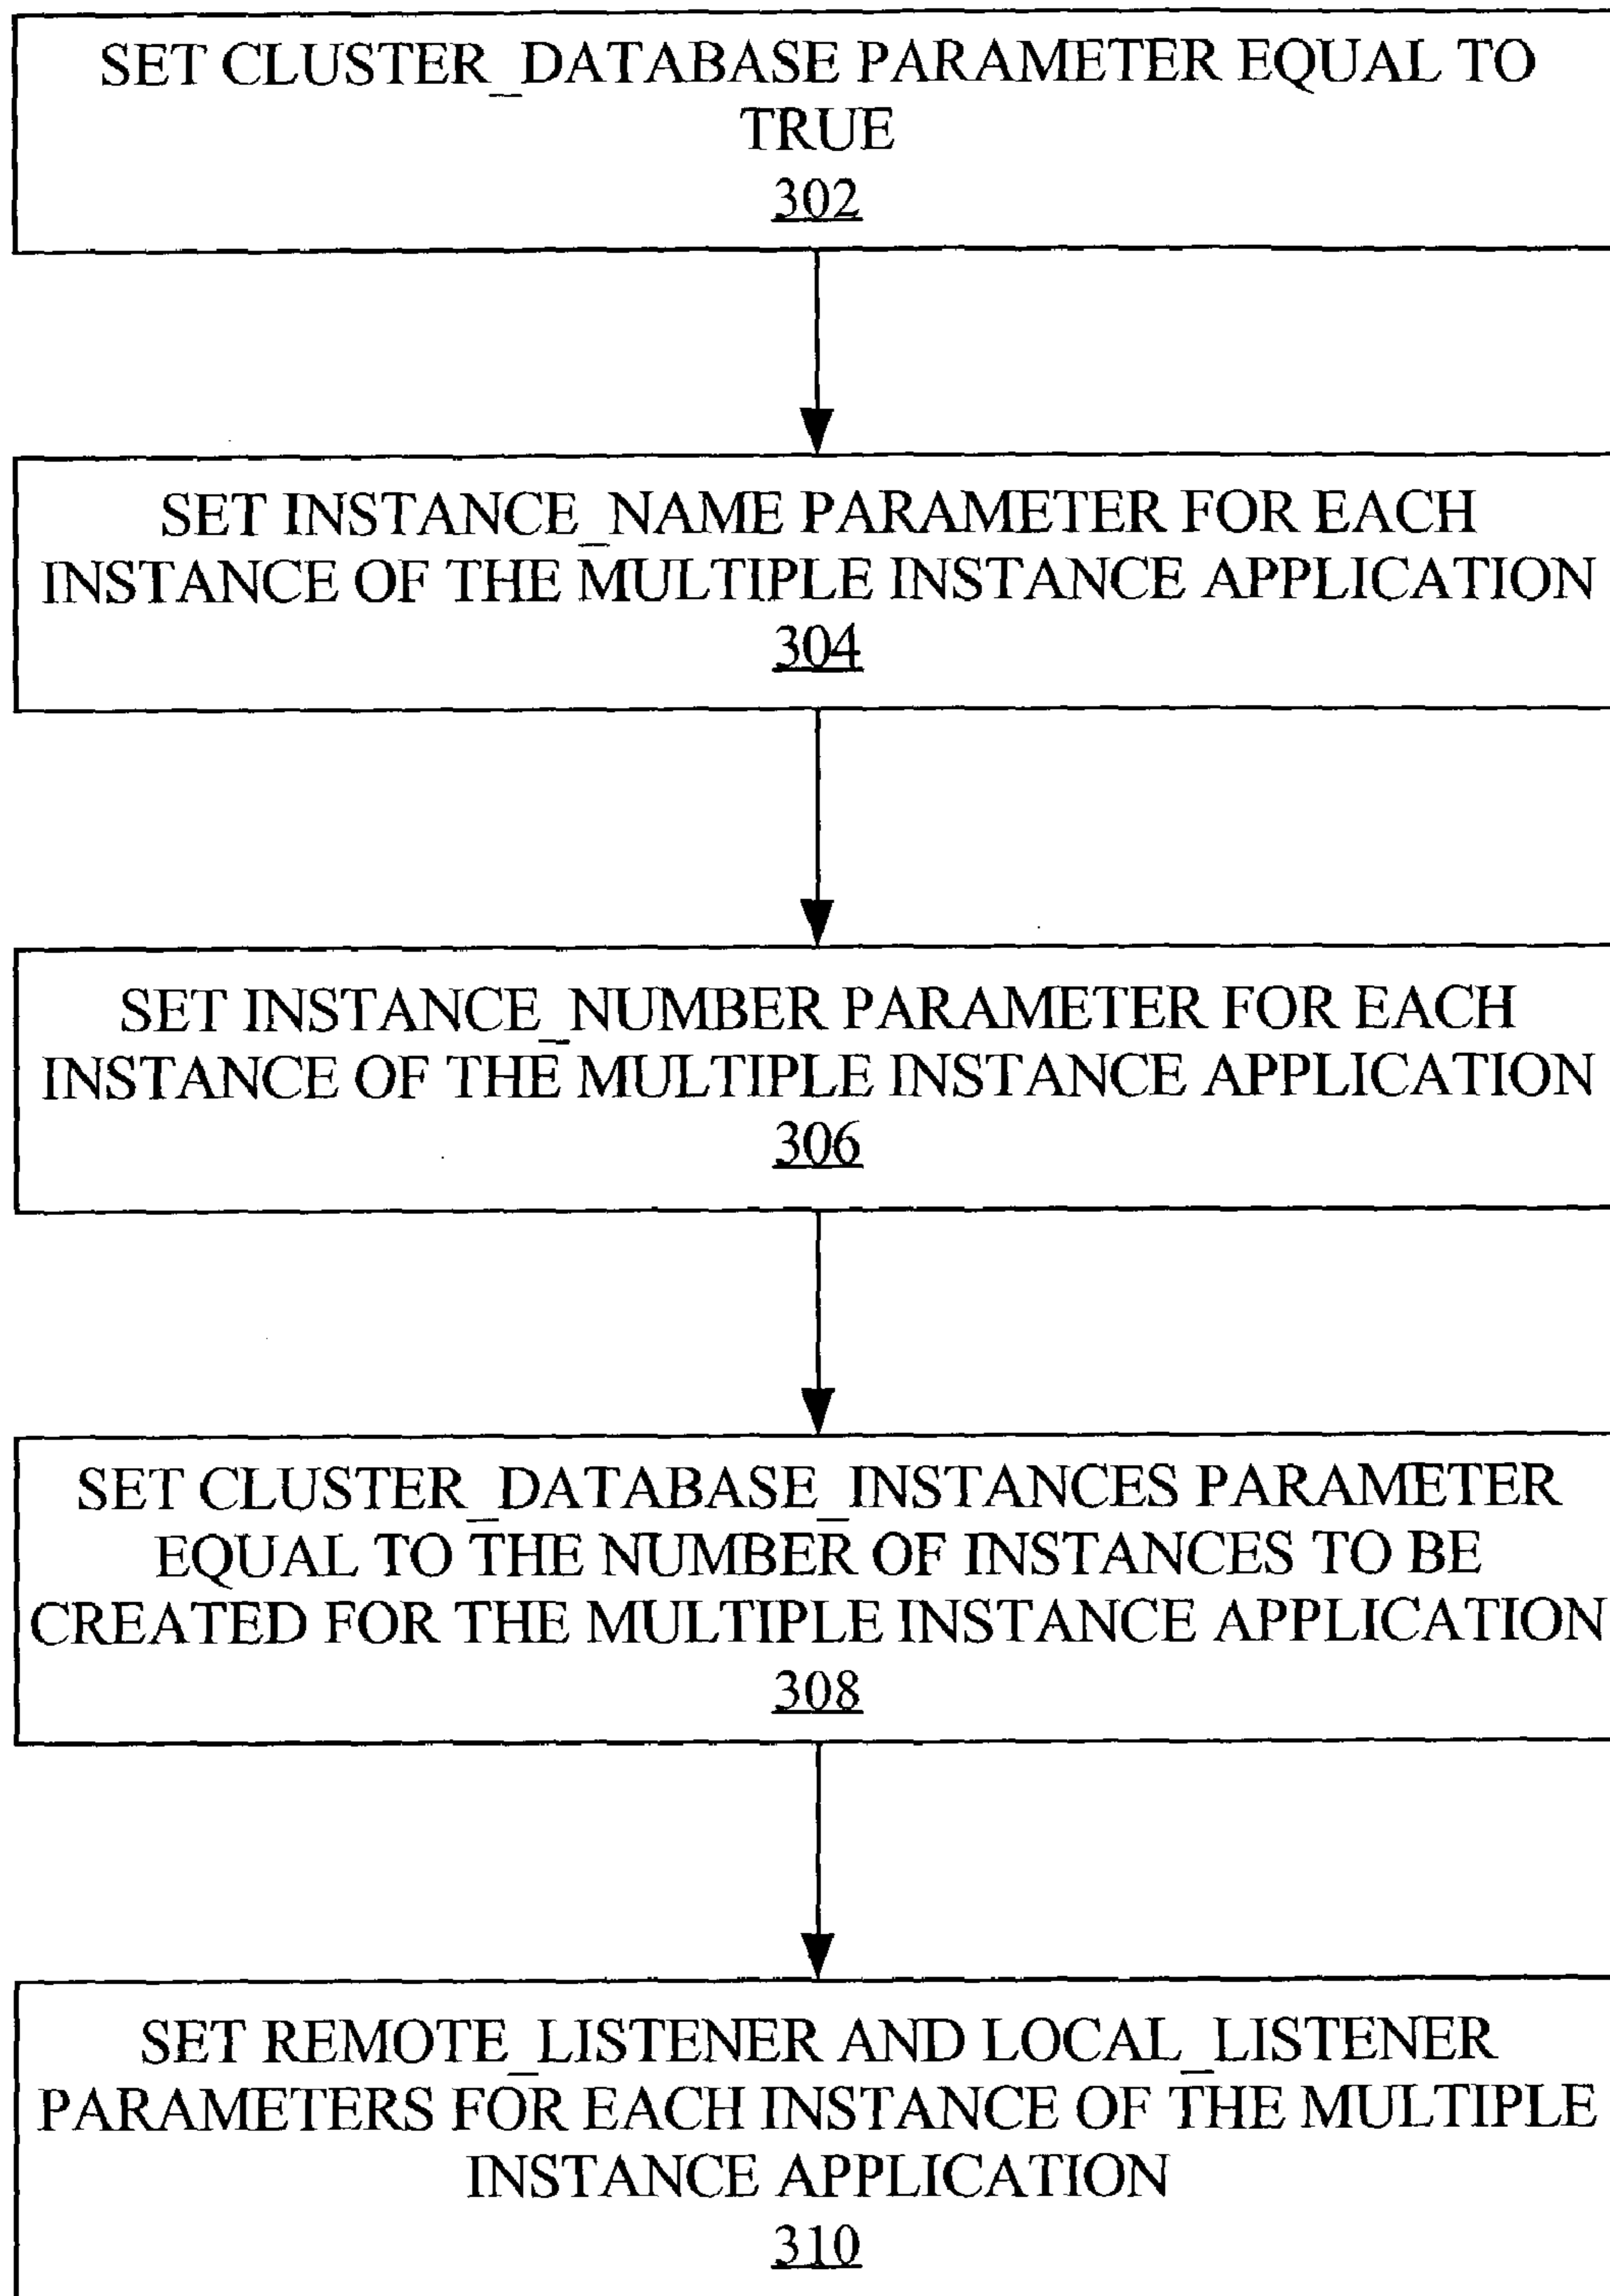 SET CLUSTER_DATABASE PARAMETER EQUAL TO
TRUE
302
SET INSTANCE_NAME PARAMETER FOR EACH
INSTANCE OF THE MULTIPLE INSTANCE APPLICATION
304
SET INSTANCE_NUMBER PARAMETER FOR EACH
INSTANCE OF THE MULTIPLE INSTANCE APPLICATION
306
SET CLUSTER_DATABASE_INSTANCES PARAMETER
EQUAL TO THE NUMBER OF INSTANCES TO BE
CREATED FOR THE MULTIPLE INSTANCE APPLICATION
308
SET REMOTE_LISTENER AND LOCAL_LISTENER
PARAMETERS FOR EACH INSTANCE OF THE MULTIPLE
INSTANCE APPLICATION
310